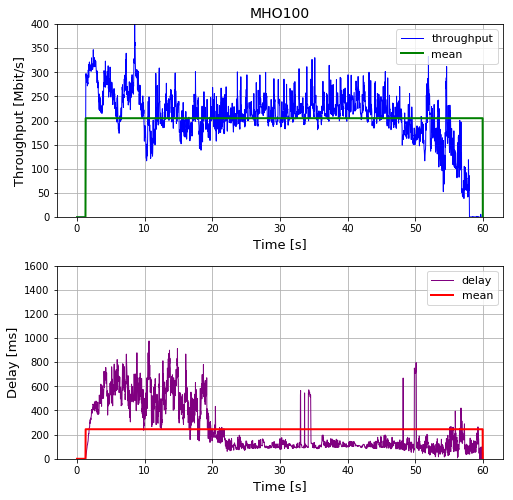 MHO100
400
350
300
250
200
150
100
50
0
Throughput [Mbit/s]
throughput
mean
0 10 20 30 40 50 60
Time [s]
1600
1400
1200
1000
800
600
400
200
0
Delay [ms]
delay
mean
0 10 20 30 40 50 60
Time [s]